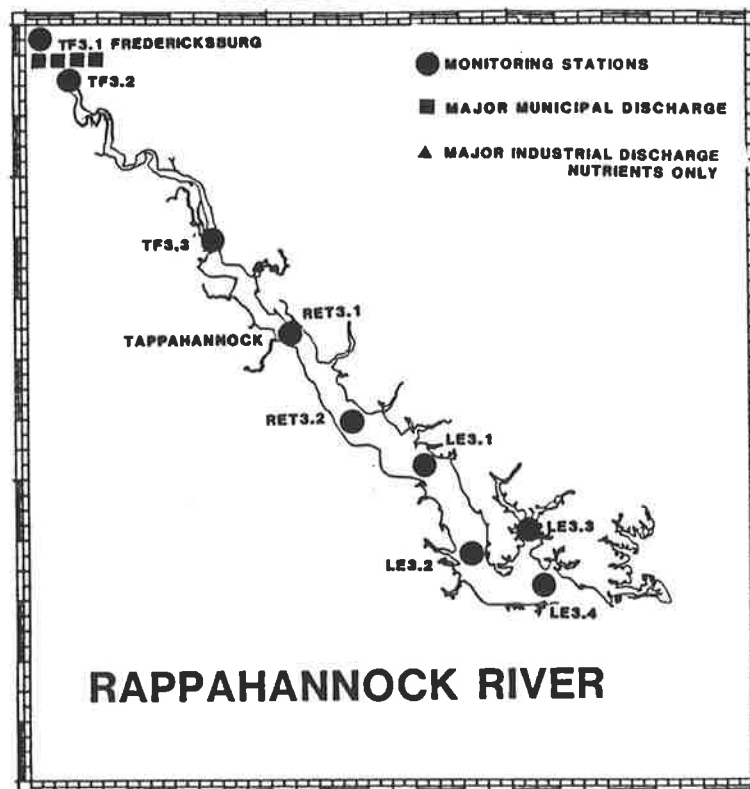 TF3.1 FREDERICKSBURG
TF3.2
MONITORING STATIONS
MAJOR MUNICIPAL DISCHARGE
MAJOR INDUSTRIAL DISCHARGE
NUTRIENTS ONLY
TF3.3
RET3.1
TAPPAHANNOCK
RET3.2
LE3.1
LE3.3
LE3.2
LE3.4
RAPPAHANNOCK RIVER